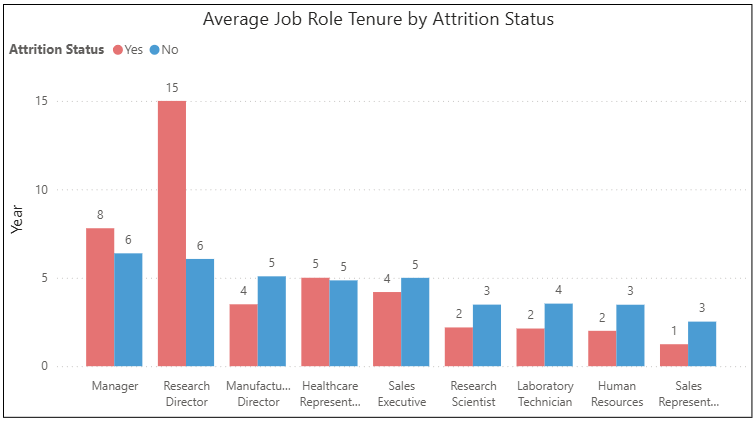 Average Job Role Tenure by Attrition Status
Attrition Status Yes No
Year
15
10
5
0
8 6 15 6 4 5 5 5 4 5 2 3 2 4 2 3 1 3
Manager
Research
Director
Manufactu...
Director
Healthcare
Represent...
Sales
Executive
Research
Scientist
Laboratory
Technician
Human
Resources
Sales
Represent...